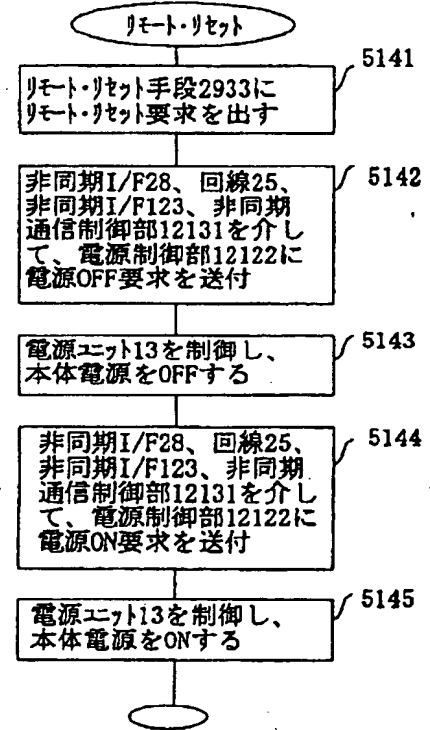 リモート・リセット
5141
リモート・リセット手段2933に
リモート・リセット要求を出す
5142
非同期I/F28、回線25、
非同期I/F123、非同期
通信制御部12131を介し
て、電源制御部12122に
電源OFF要求を送付
5143
電源ユニット13を制御し、
本体電源をOFFする
5144
非同期I/F28、回線25、
非同期I/F123、非同期
通信制御部12131を介し
て、電源制御部12122に
電源ON要求を送付
5145
電源ユニット13を制御し、
本体電源をONする